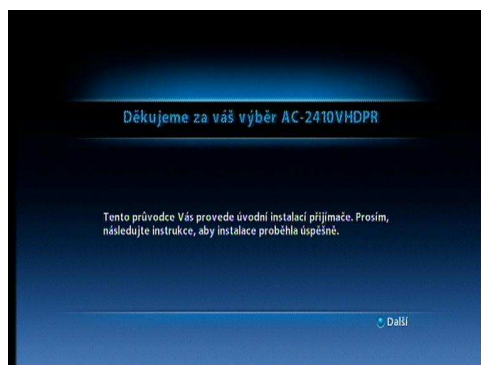 Děkujeme za váš výběr AC-2410VHDPR
Tento průvodce Vás provede úvodní instalací přijímače. Prosím,
následujte instrukce, aby instalace proběhla úspěšně.
Další